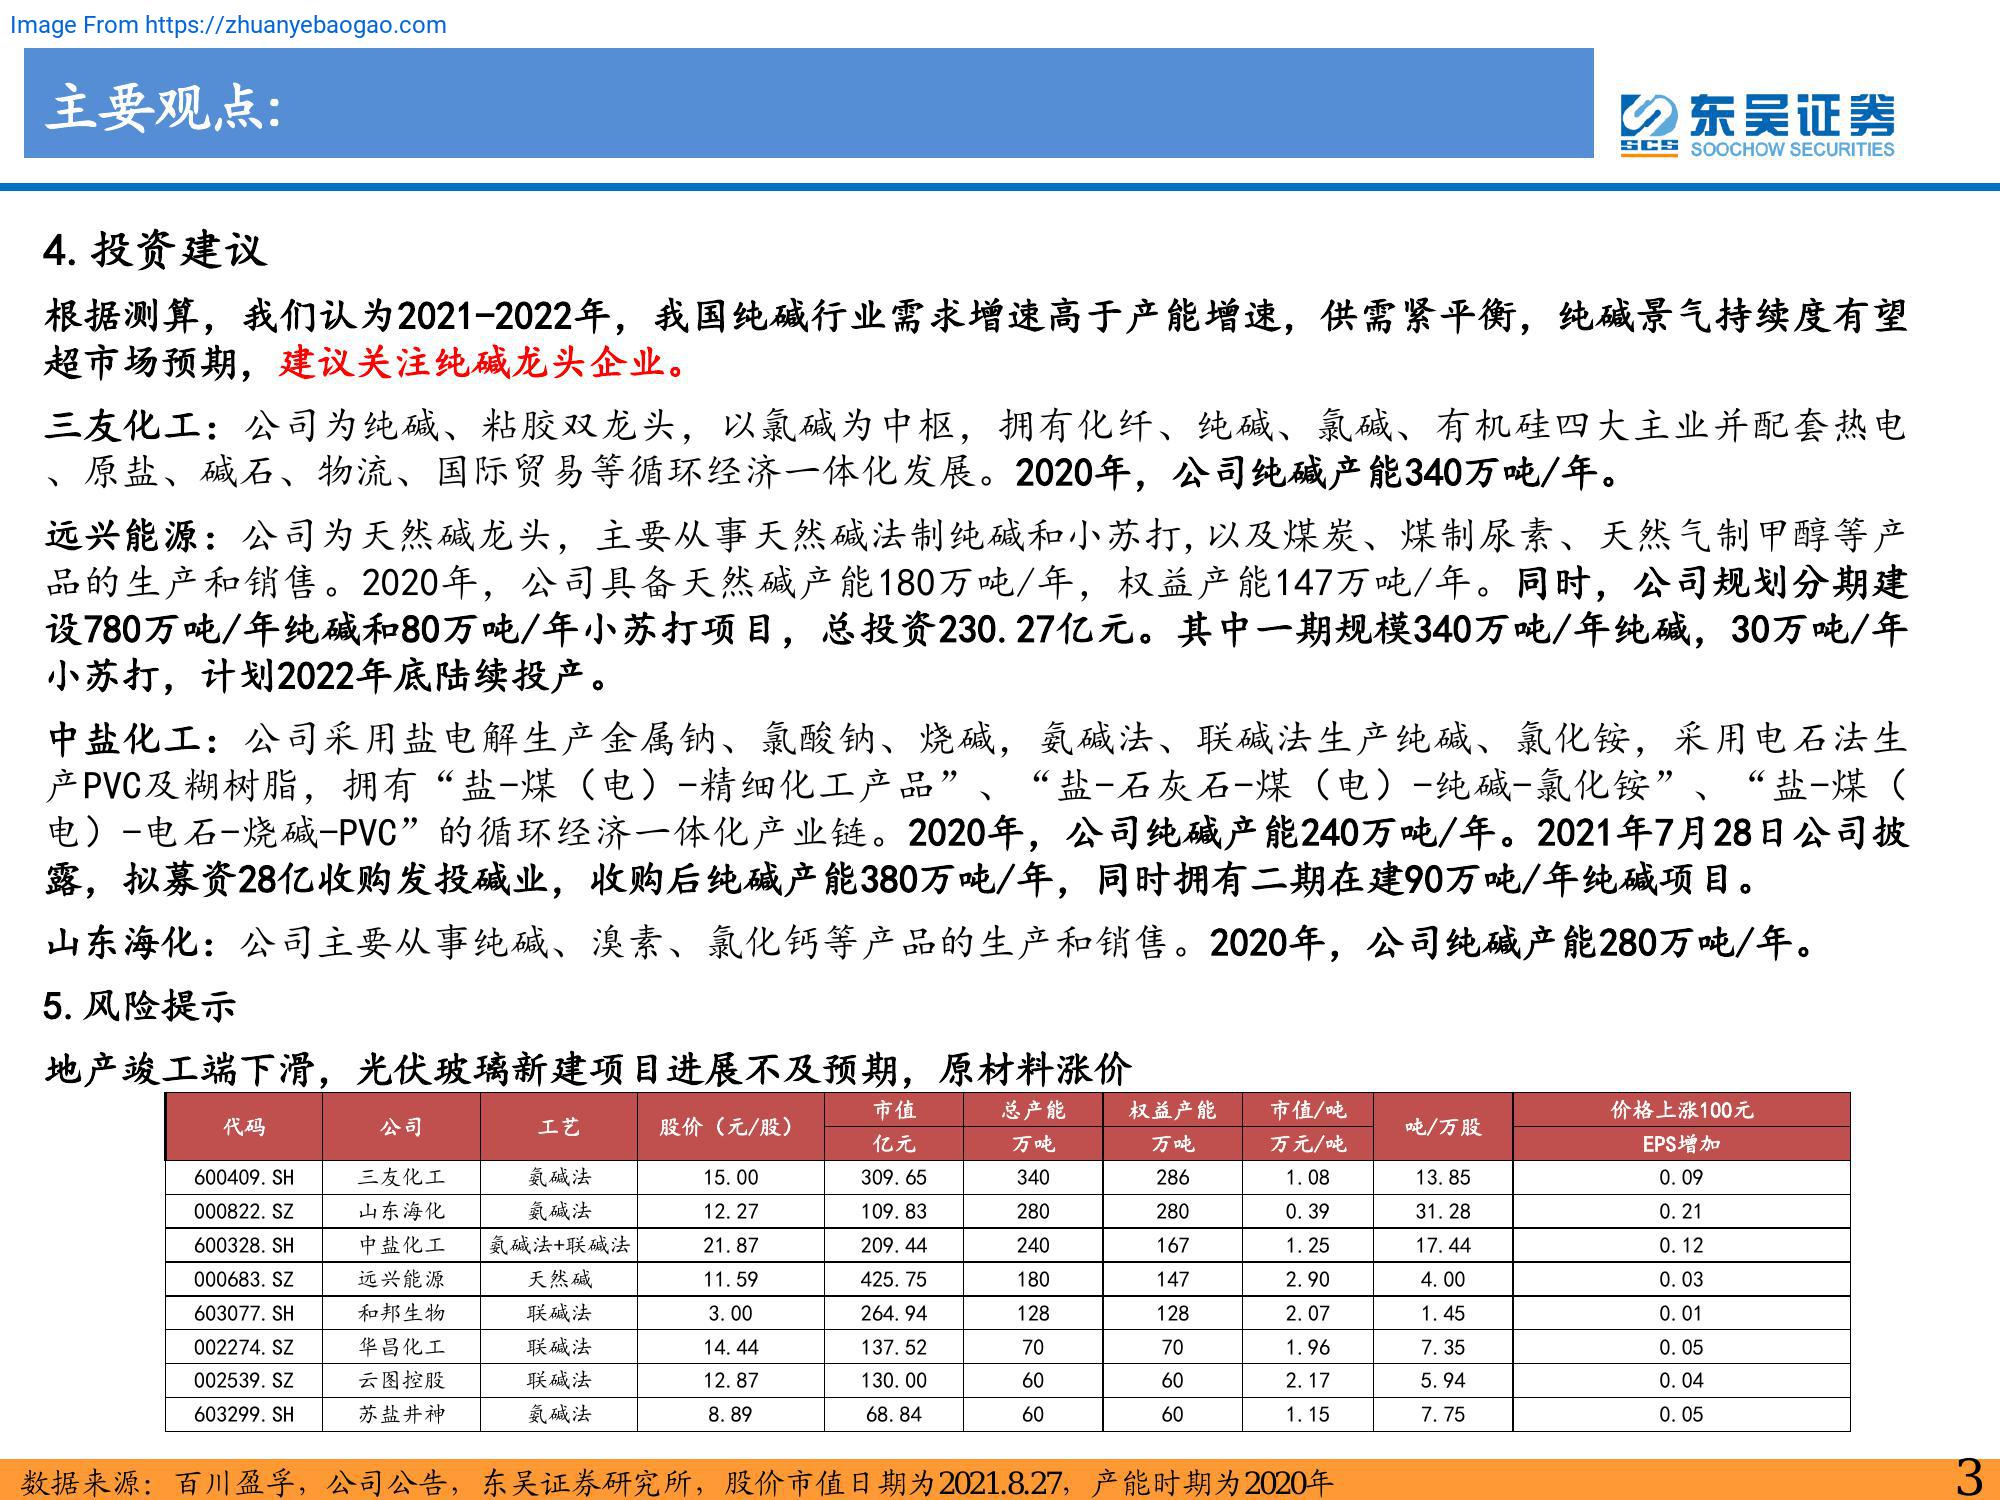 Image From https://zhuanyebaogao.com
主要观点:
东吴证券
SCS SOOCHOW SECURITIES
4. 投资建议
根据测算，我们认为2021-2022年，我国纯碱行业需求增速高于产能增速，供需紧平衡，纯碱景气持续度有望
超市场预期，建议关注纯碱龙头企业。
三友化工：公司为纯碱、粘胶双龙头，以氯碱为中枢，拥有化纤、纯碱、氯碱、有机硅四大主业并配套热电
、原盐、碱石、物流、国际贸易等循环经济一体化发展。2020年，公司纯碱产能340万吨/年。
远兴能源：公司为天然碱龙头，主要从事天然碱法制纯碱和小苏打,以及煤炭、煤制尿素、天然气制甲醇等产
品的生产和销售。2020年，公司具备天然碱产能180万吨/年，权益产能147万吨/年。同时，公司规划分期建
设780万吨/年纯碱和80万吨/年小苏打项目，总投资230.27亿元。其中一期规模340万吨/年纯碱，30万吨/年
小苏打，计划2022年底陆续投产。
中盐化工：公司采用盐电解生产金属钠、氯酸钠、烧碱，氨碱法、联碱法生产纯碱、氯化铵，采用电石法生
产PVC及糊树脂，拥有“盐-煤（电）-精细化工产品”、“盐-石灰石-煤（电）-纯碱-氯化铵”、“盐-煤（
电）-电石-烧碱-PVC”的循环经济一体化产业链。2020年，公司纯碱产能240万吨/年。2021年7月28日公司披
露，拟募资28亿收购发投碱业，收购后纯碱产能380万吨/年，同时拥有二期在建90万吨/年纯碱项目。
山东海化：公司主要从事纯碱、溴素、氯化钙等产品的生产和销售。2020年，公司纯碱产能280万吨/年。
5. 风险提示
地产竣工端下滑，光伏玻璃新建项目进展不及预期，原材料涨价
代码 公司 工艺 股价（元/股） 市值 总产能 权益产能 市值/吨 吨/万股 价格上涨100元
亿元 万吨 万吨 万元/吨 EPS增加
600409.SH 三友化工 氨碱法 15.00 309.65 340 286 1.08 13.85 0.09
000822.SZ 山东海化 氨碱法 12.27 109.83 280 280 0.39 31.28 0.21
600328.SH 中盐化工 氨碱法+联碱法 21.87 209.44 240 167 1.25 17.44 0.12
000683.SZ 远兴能源 天然碱 11.59 425.75 180 147 2.90 4.00 0.03
603077.SH 和邦生物 联碱法 3.00 264.94 128 128 2.07 1.45 0.01
002274.SZ 华昌化工 联碱法 14.44 137.52 70 70 1.96 7.35 0.05
002539.SZ 云图控股 联碱法 12.87 130.00 60 60 2.17 5.94 0.04
603299.SH 苏盐井神 氨碱法 8.89 68.84 60 60 1.15 7.75 0.05
数据来源：百川盈孚，公司公告，东吴证券研究所，股价市值日期为2021.8.27，产能时期为2020年
3